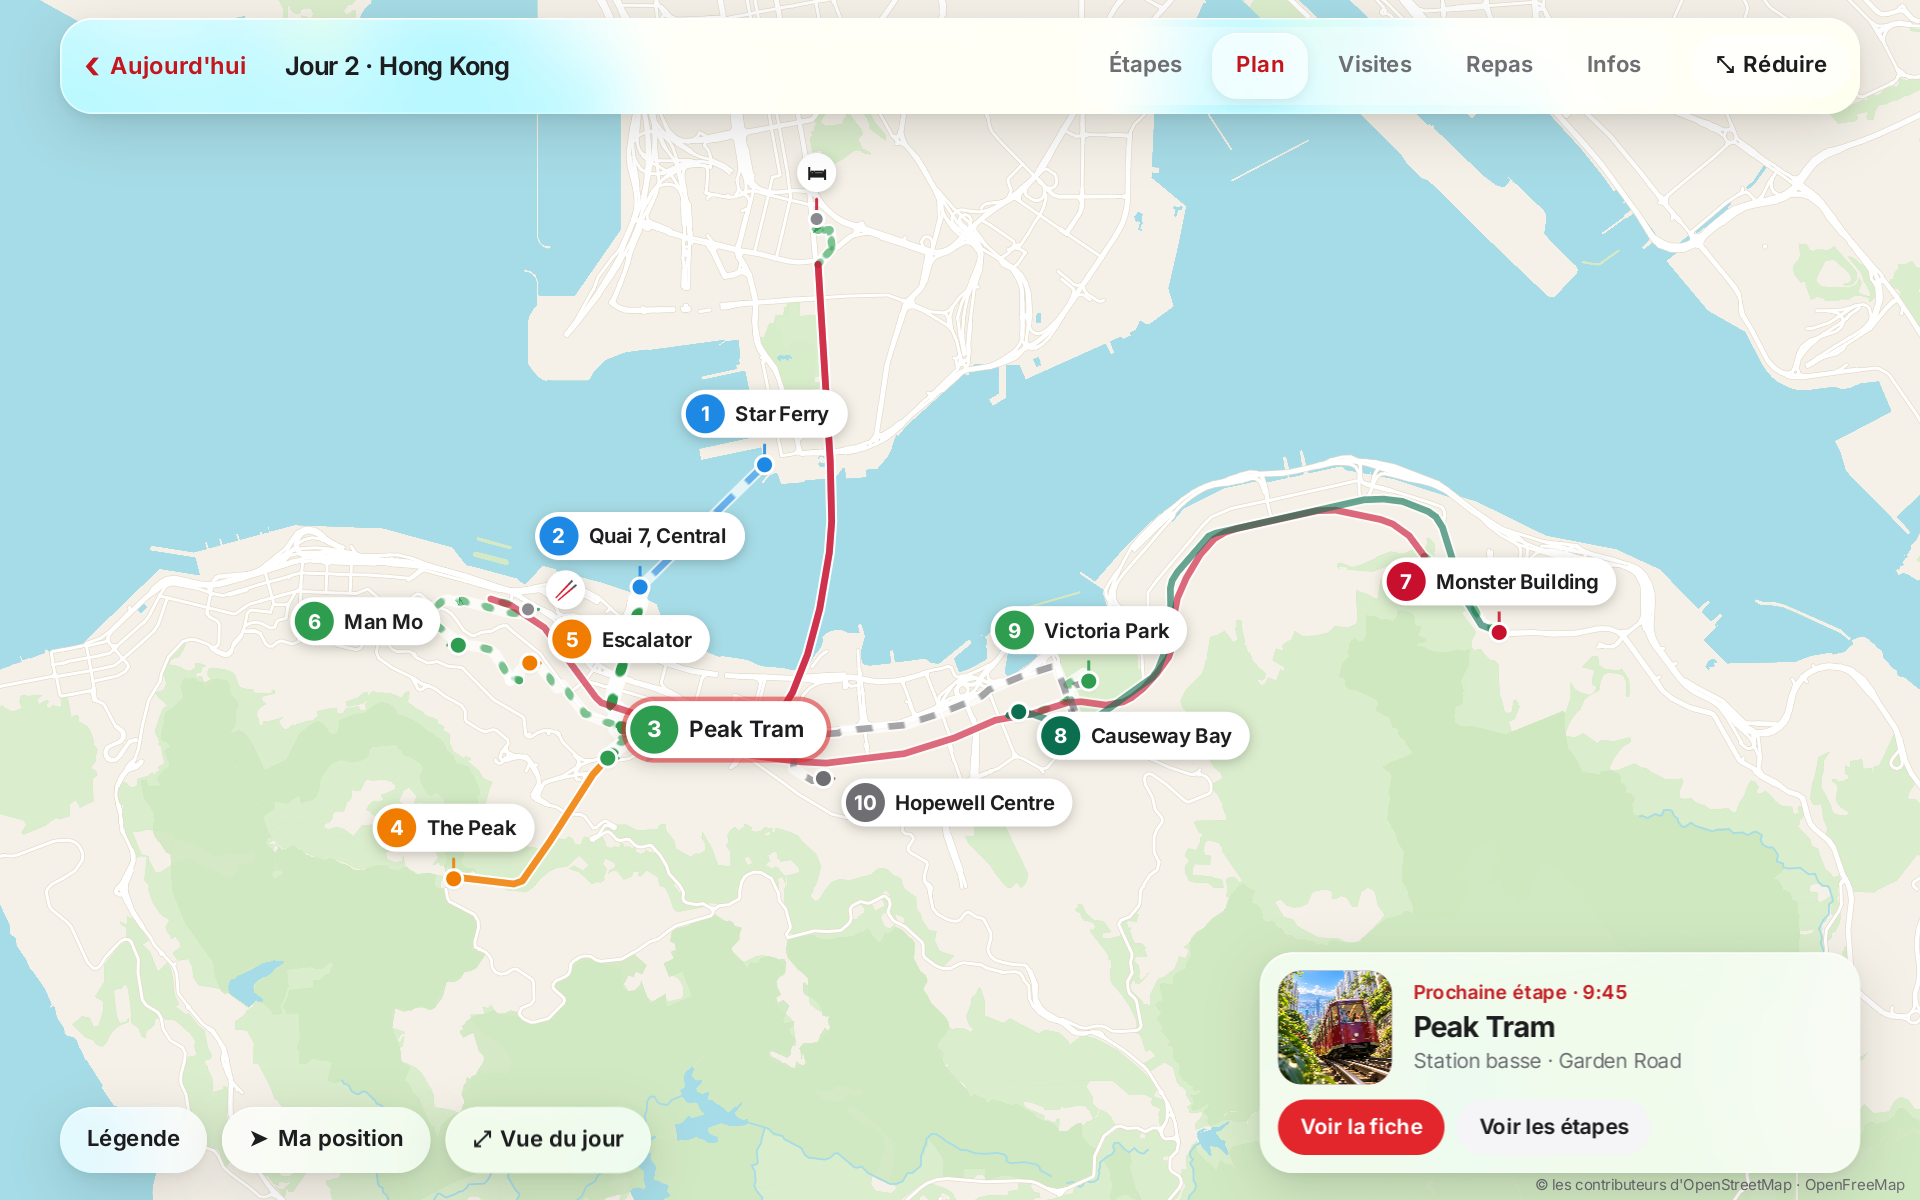 Aujourd'hui
Jour 2 · Hong Kong
Étapes
Plan
Visites
Repas
Infos
Réduire
1 Star Ferry
2 Quai 7, Central
5 Escalator
6 Man Mo
7 Monster Building
9 Victoria Park
3 Peak Tram
8 Causeway Bay
10 Hopewell Centre
4 The Peak
Prochaine étape · 9:45
Peak Tram
Station basse · Garden Road
Voir la fiche
Voir les étapes
Légende
Ma position
Vue du jour
© les contributeurs d'OpenStreetMap · OpenFreeMap